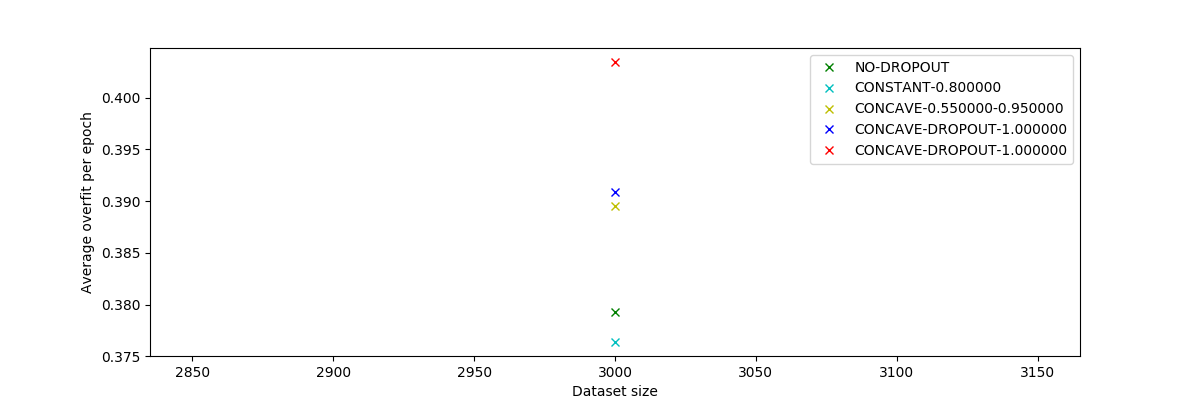 NO-DROPOUT
CONSTANT-0.800000
CONCAVE-0.550000-0.950000
CONCAVE-DROPOUT-1.000000
CONCAVE-DROPOUT-1.000000
0.400
0.395
0.390
0.385
0.380
0.375
Average overfit per epoch
2850 2900 2950 3000 3050 3100 3150
Dataset size